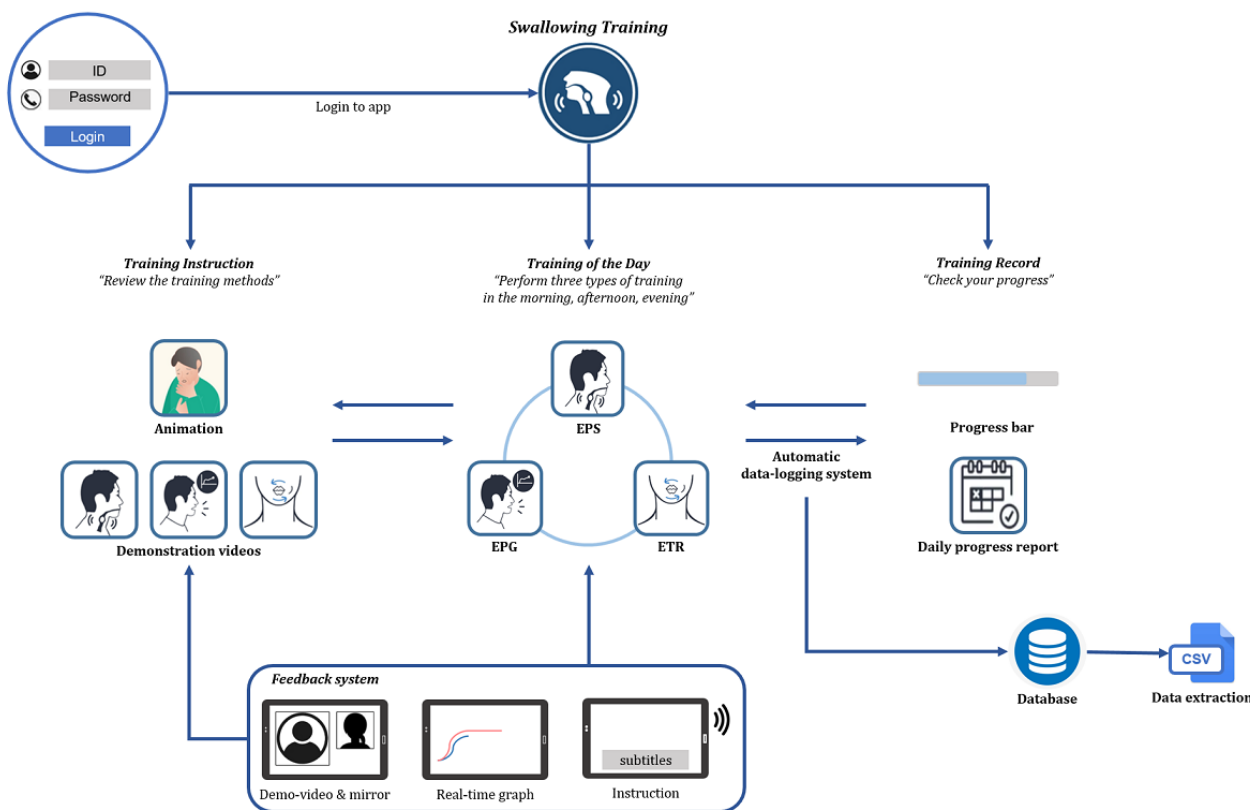 Swallowing Training
ID
Password
Login
Login to app
Training Instruction
“Review the training methods”
Training of the Day
“Perform three types of training
in the morning, afternoon, evening”
Training Record
“Check your progress”
Animation
Demonstration videos
EPS
EPG
ETR
Automatic
data-logging system
Progress bar
Daily progress report
Feedback system
Demo-video & mirror
Real-time graph
subtitles
Instruction
Database
CSV
Data extraction